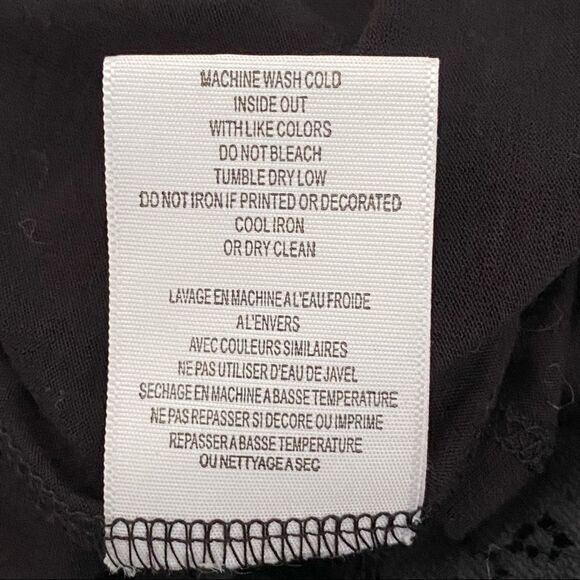 MACHINE WASH COLD
INSIDE OUT
WITH LIKE COLORS
DO NOT BLEACH
TUMBLE DRY LOW
DO NOT IRON IF PRINTED OR DECORATED
COOL IRON
OR DRY CLEAN
LAVAGE EN MACHINE A L'EAU FROIDE
A L'ENVERS
AVEC COULEURS SIMILAIRES
NE PAS UTILISER D'EAU DE JAVEL
SECHAGE EN MACHINE A BASSE TEMPERATURE
NE PAS REPASSER SI DECORE OU IMPRIME
REPASSER A BASSE TEMPERATURE
OU NETTYAGE A SEC